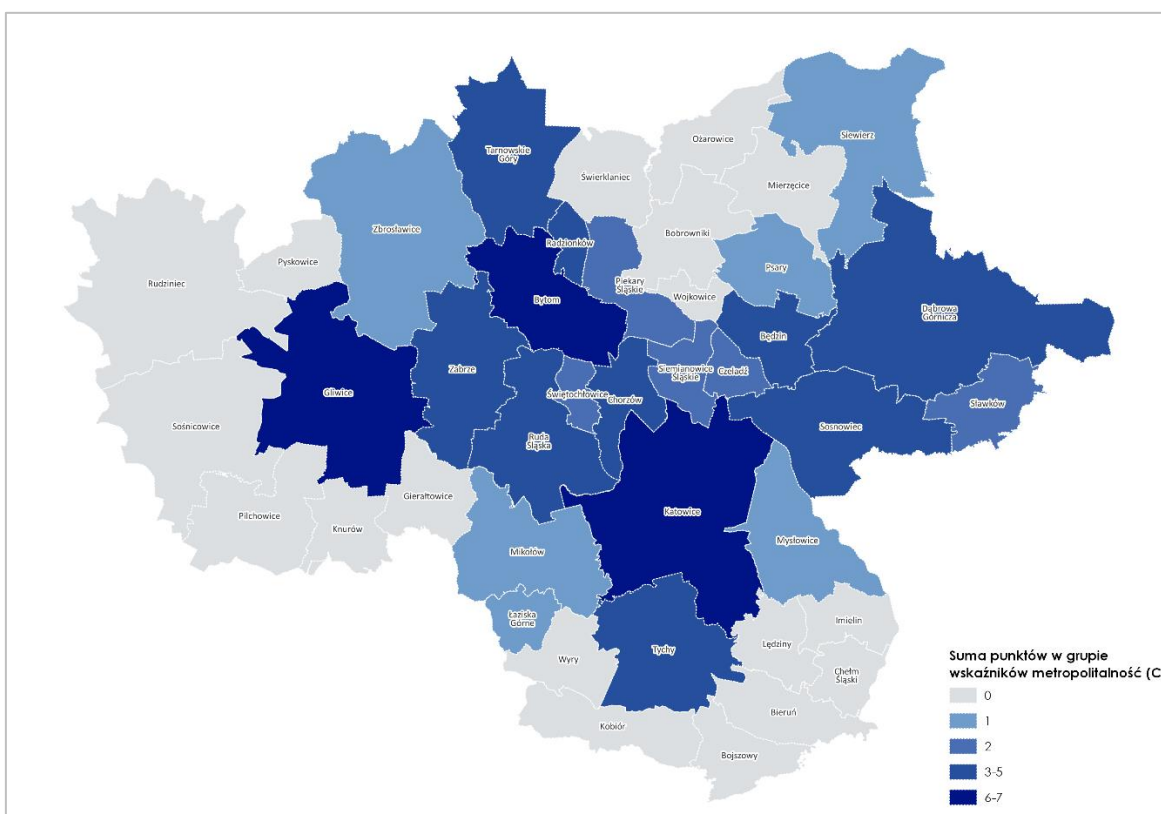 Siewierz
Ożarowice
Tarnowskie
Góry
Świerklaniec
Mierzęcice
Zbrosławice
Bobrowniki
Radzionków
Pyskowice
Psary
Rudziniec
Piekary
Śląskie
Wojkowice
Bytom
Dąbrowa
Górnicza
Będzin
Zabrze
Siemianowice
Śląskie
Czeladź
Gliwice
Świętochłowice
Chorzów
Sławków
Sośnicowice
Sosnowiec
Ruda
Śląska
Gierałtowice
Katowice
Pilchowice
Knurów
Mysłowice
Mikołów
Łaziska
Górne
Imielin
Lędziny
Tychy
Wyry
Chełm
Śląski
Bieruń
Kobiór
Bojszowy
Suma punktów w grupie
wskaźników metropolitalność (C
0
1
2
3-5
6-7